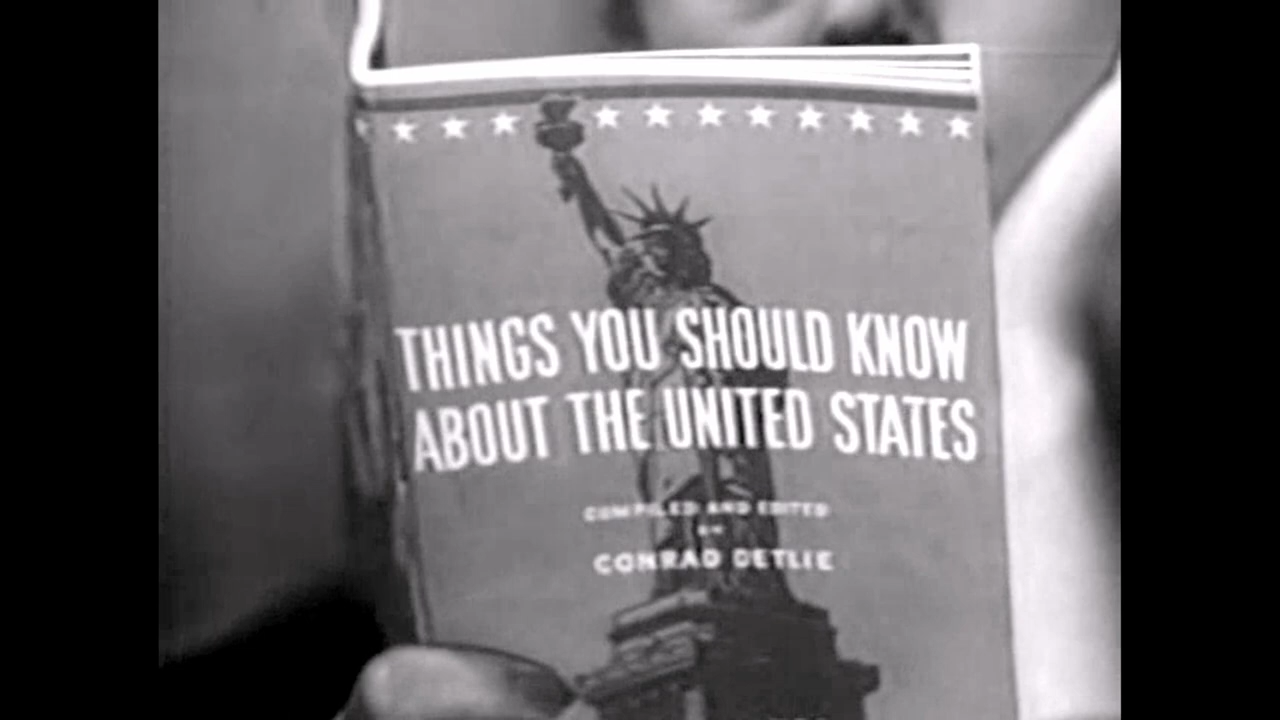 THINGS YOU SHOULD KNOW
ABOUT THE UNITED STATES
COMPILED AND EDITED
BY
CONRAD DETLIE